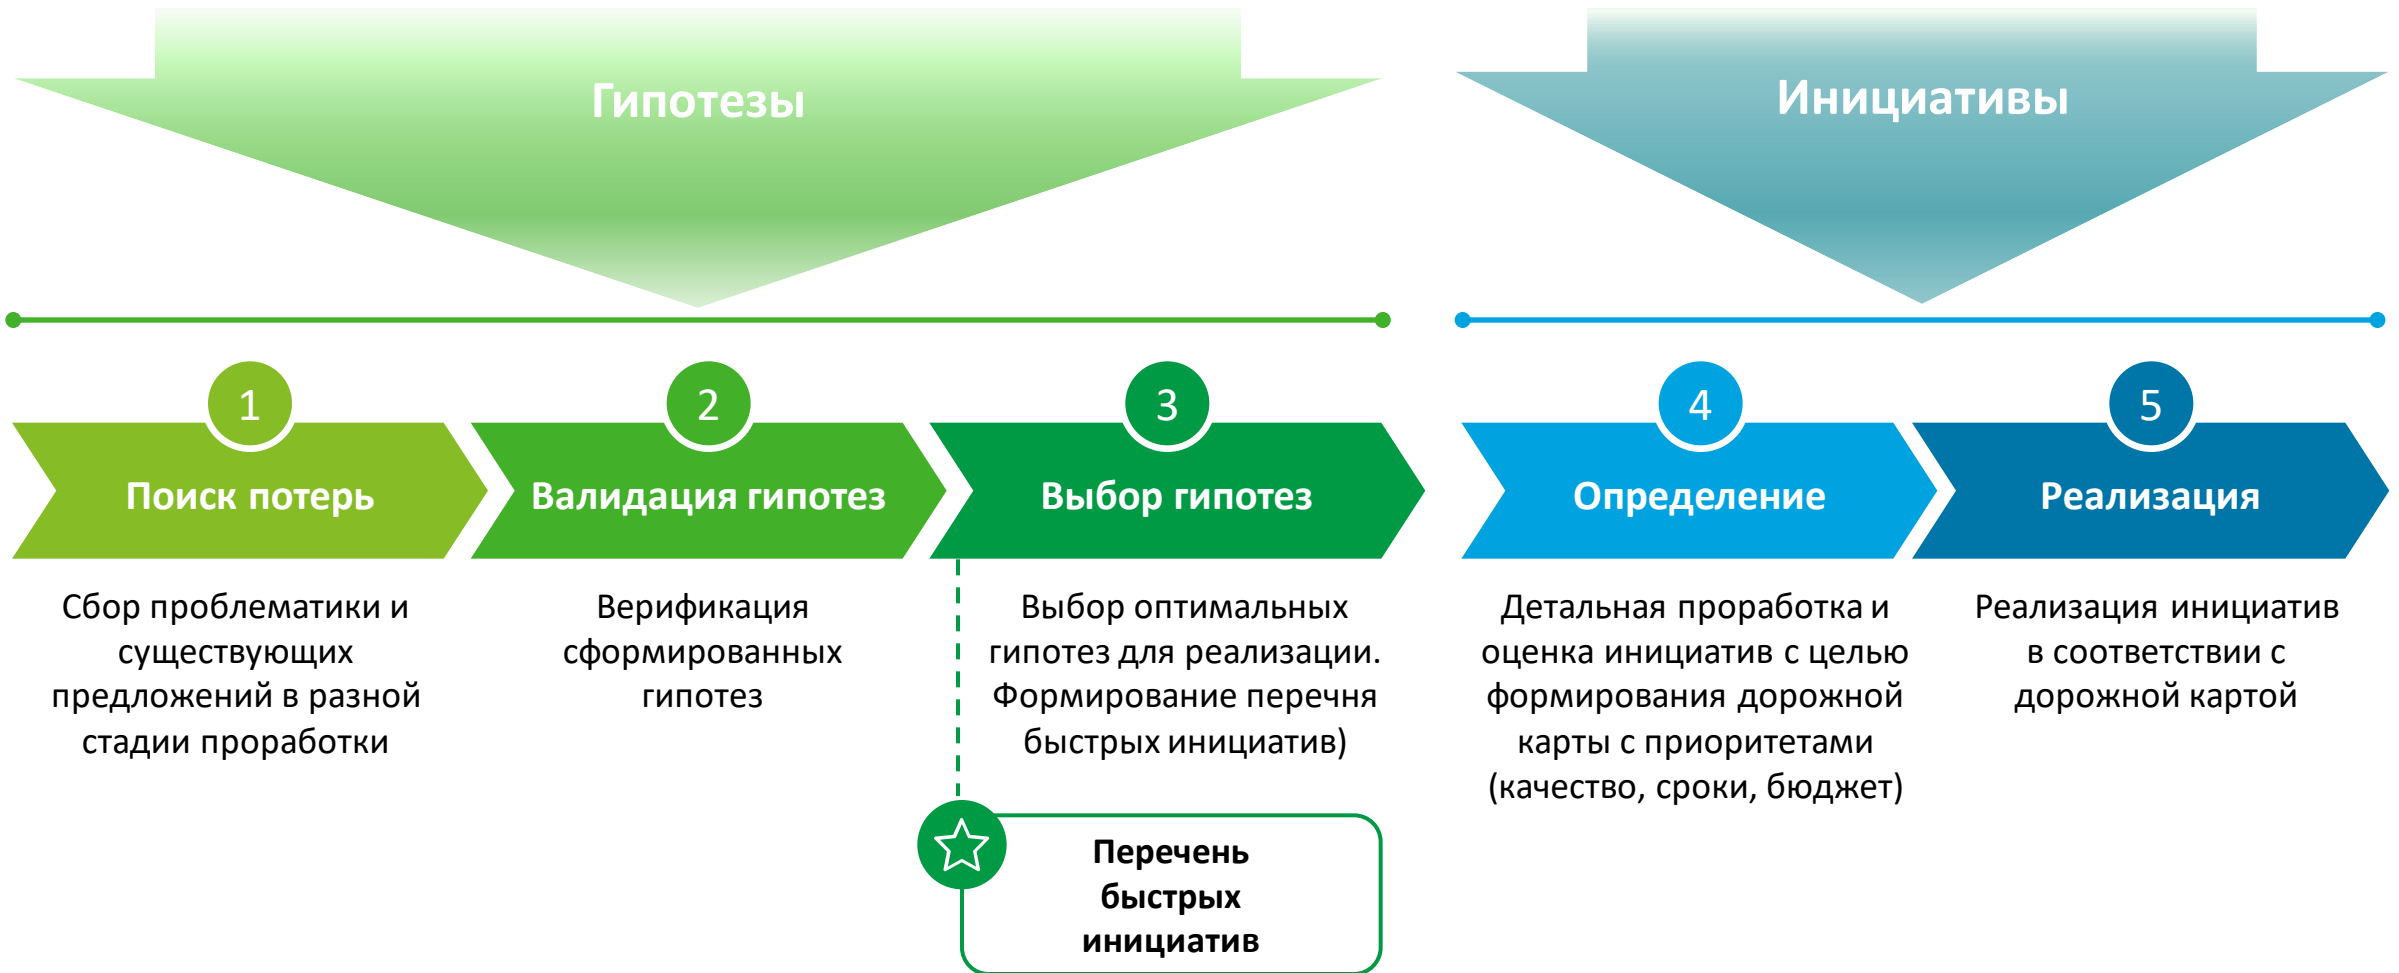 Гипотезы
Инициативы
1
Поиск потерь
Сбор проблематики и
существующих
предложений в разной
стадии проработки
2
Валидация гипотез
Верификация
сформированных
гипотез
3
Выбор гипотез
Выбор оптимальных
гипотез для реализации.
Формирование перечня
быстрых инициатив)
Перечень
быстрых
инициатив
4
Определение
Детальная проработка и
оценка инициатив с целью
формирования дорожной
карты с приоритетами
(качество, сроки, бюджет)
5
Реализация
Реализация инициатив
в соответствии с
дорожной картой